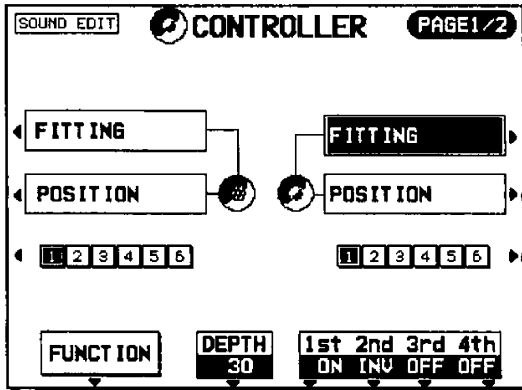 SOUND EDIT CONTROLLER PAGE1/2
FITTING FITTING
POSITION POSITION
1 2 3 4 5 6 1 2 3 4 5 6
FUNCTION DEPTH 1st 2nd 3rd 4th
30 ON INV OFF OFF